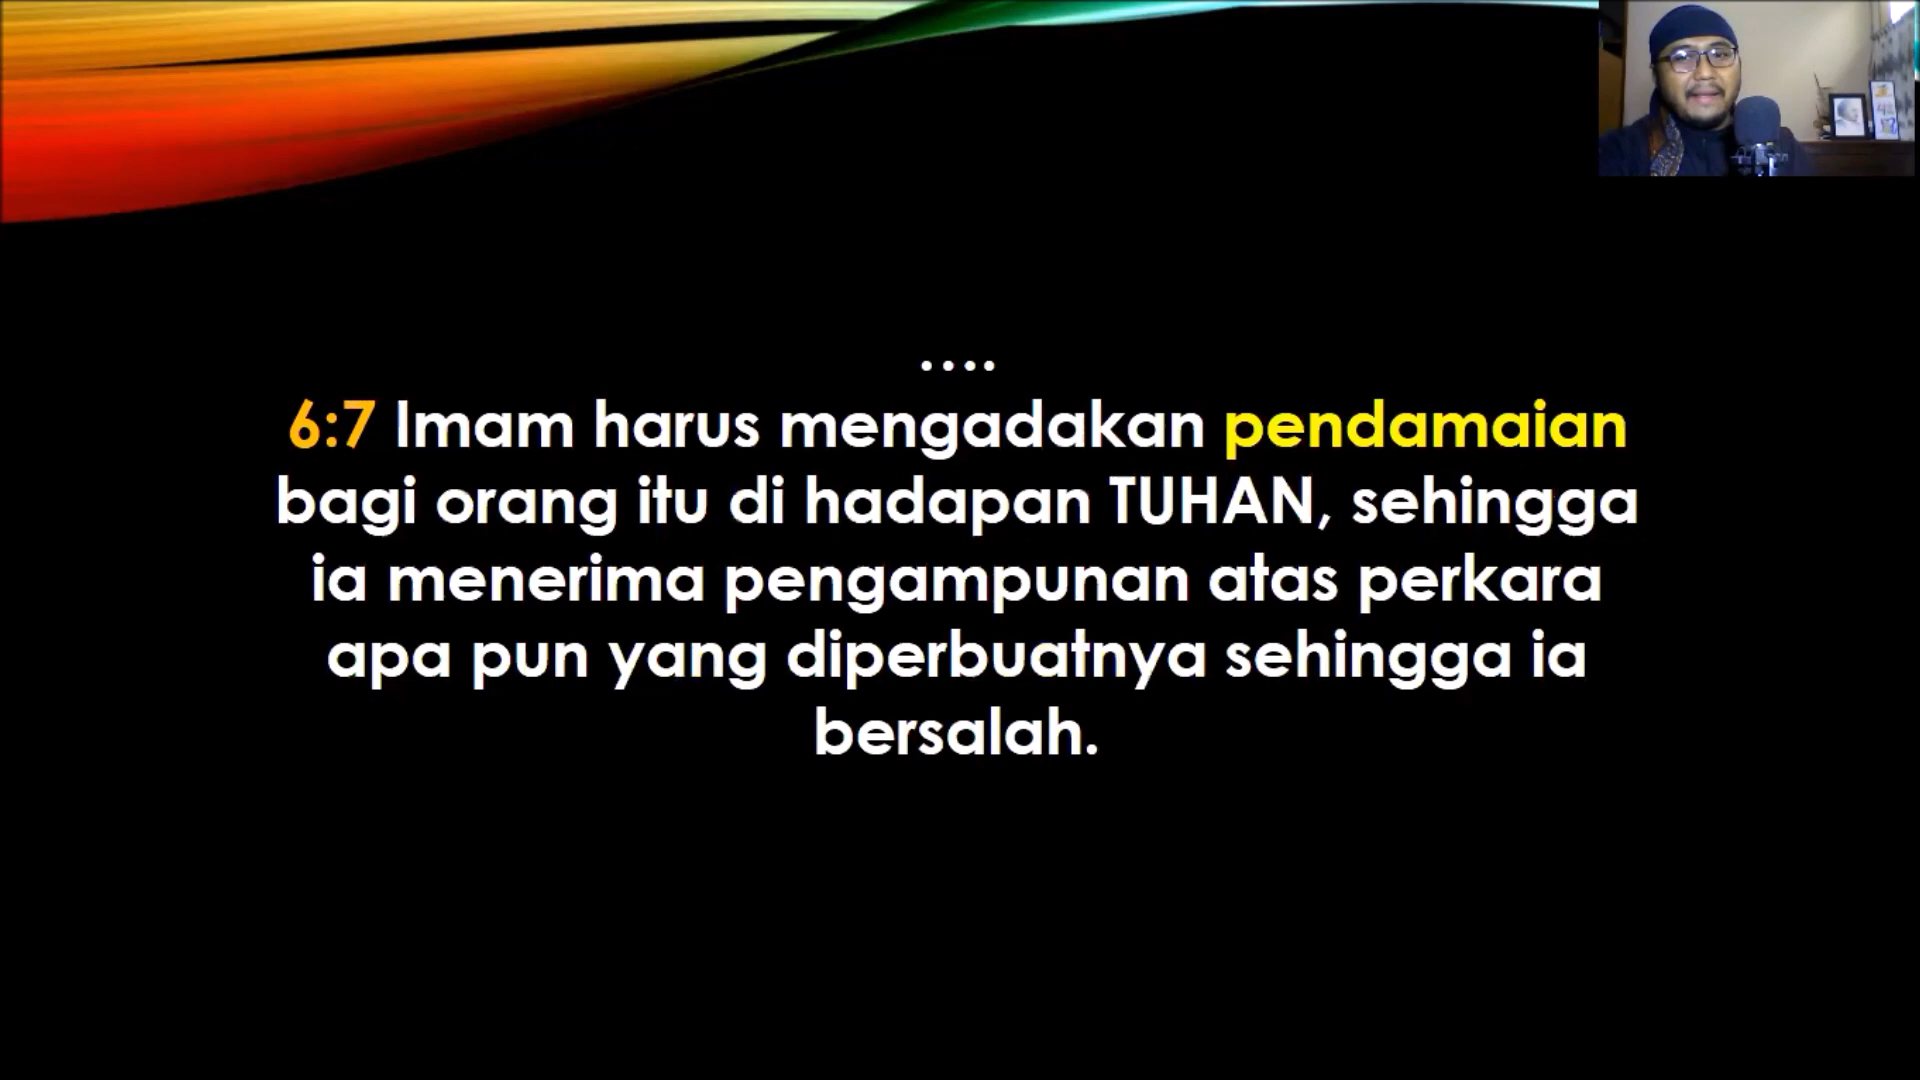 ....
6:7 Imam harus mengadakan pendamaian
bagi orang itu di hadapan TUHAN, sehingga
ia menerima pengampunan atas perkara
apa pun yang diperbuatnya sehingga ia
bersalah.